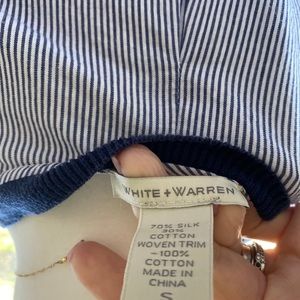 WHITE + WARREN
70% SILK
30%
COTTON
WOVEN TRIM
-100%
COTTON
MADE IN
CHINA
S